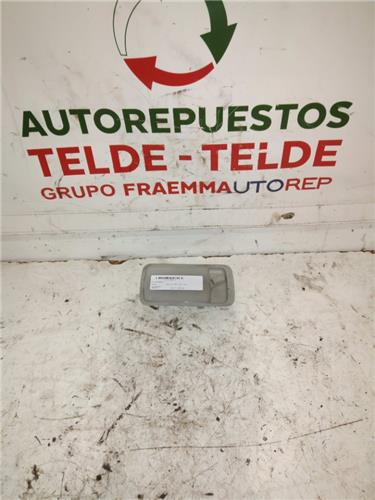 AUTOREPUESTOS
TELDE - TELDE
GRUPO FRAEMMAUTOREP